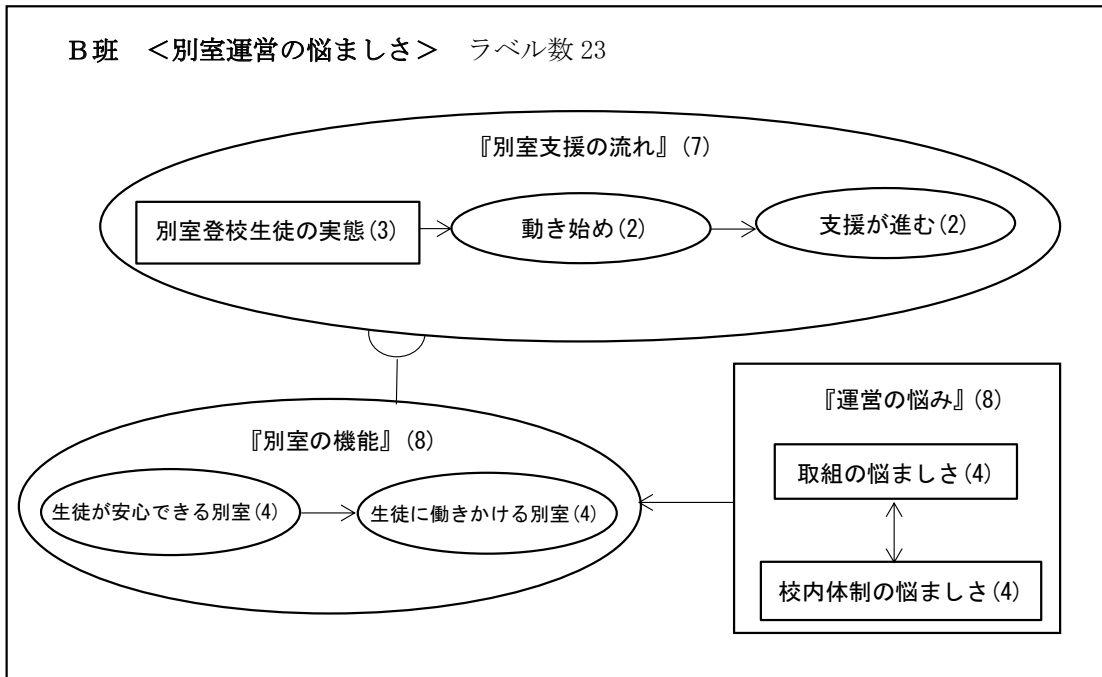 B班 <別室運営の悩ましさ> ラベル数 23
『別室支援の流れ』(7)
別室登校生徒の実態(3)
動き始め(2)
支援が進む(2)
『別室の機能』(8)
生徒が安心できる別室(4)
生徒に働きかける別室(4)
『運営の悩み』(8)
取組の悩ましさ(4)
校内体制の悩ましさ(4)